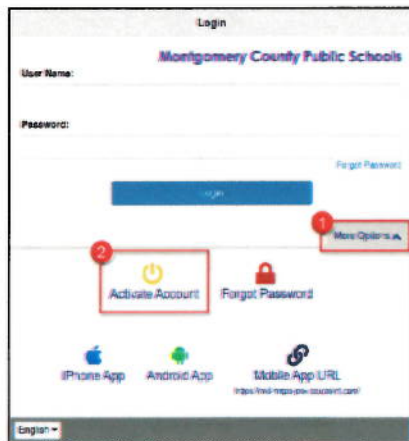 Login
Montgomery County Public Schools
User Name:
Password:
Forgot Password
Login
1
More Options
2
Activate Account
Forgot Password
iPhone App
Android App
Mobile App URL
English